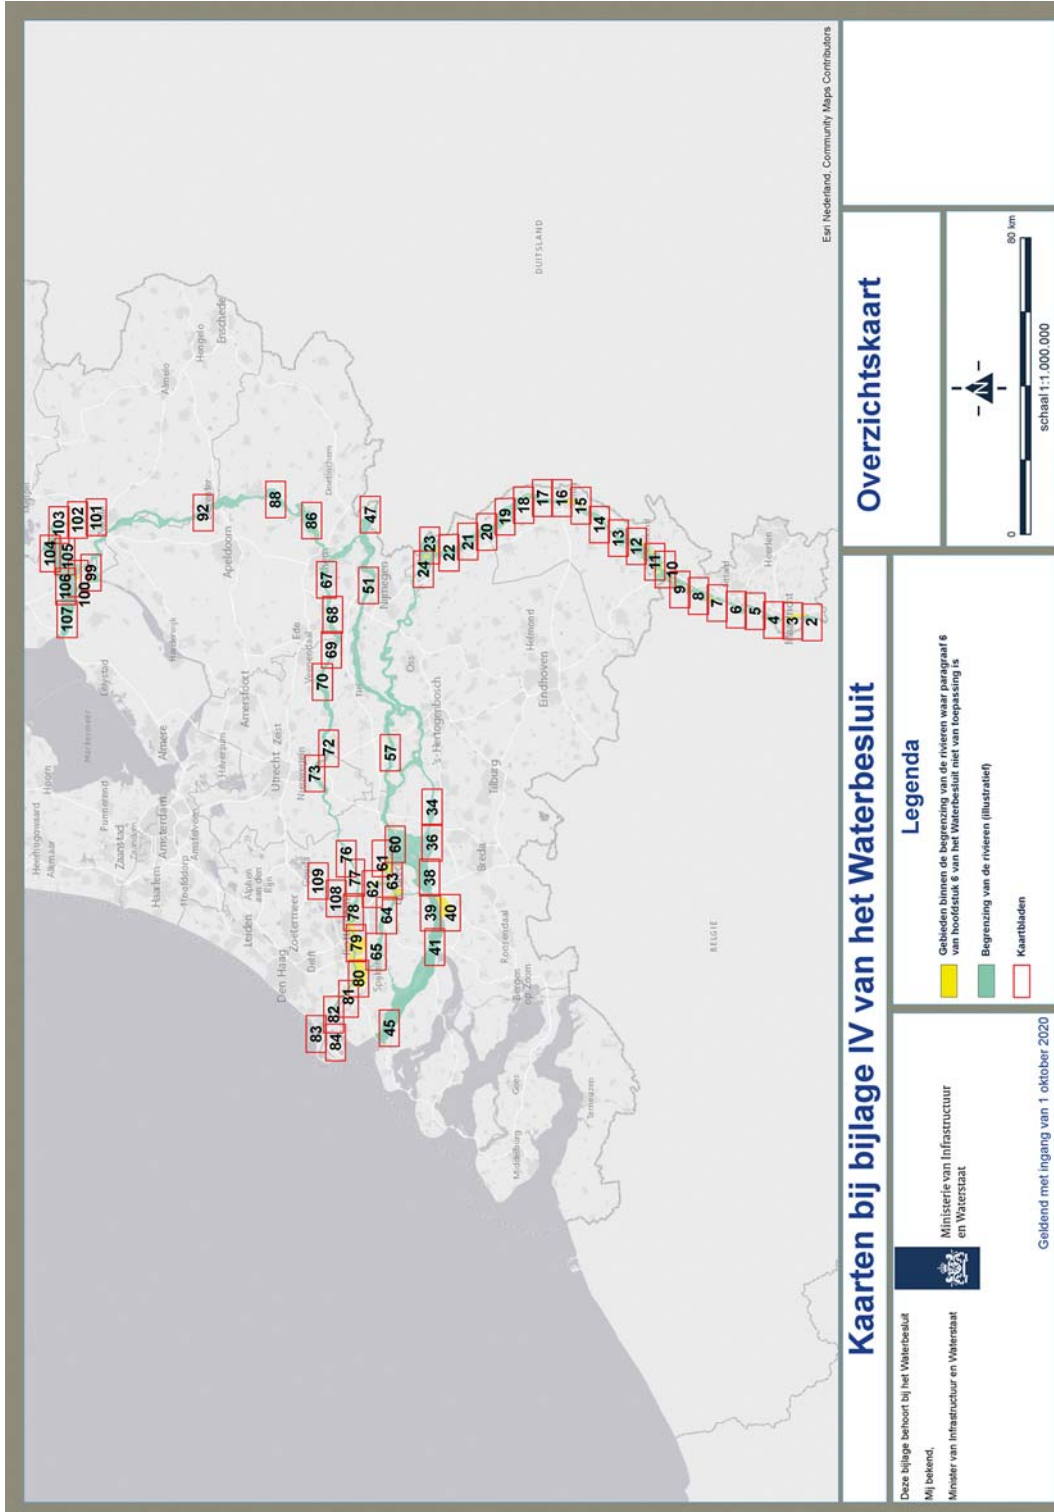 Kaarten bij bijlage IV van het Waterbesluit
Overzichtskaart
Deze bijlage behoort bij het Waterbesluit
Mij bekend,
Minister van Infrastructuur en Waterstaat
Ministerie van Infrastructuur
en Waterstaat
Geldend met ingang van 1 oktober 2020
Legenda
Gebieden binnen de begrenzing van de rivieren waar paragraaf 6
van hoofdstuk 6 van het Waterbesluit niet van toepassing is
Begrenzing van de rivieren (illustratief)
Kaartbladen
N
0
80 km
schaal 1:1.000.000
Esri Nederland, Community Maps Contributors
DUITSLAND
BELGIE
Heerhugowaard
Alkmaar
Hoorn
Purmerend
Markermeer
Lelystad
Zaanstad
Zaandam
Haarlem
Amsterdam
Almere
Hoofddorp
Amstelveen
Hilversum
Harderwijk
Meppel
Almelo
Hengelo
Enschede
Apeldoorn
Amersfoort
Leiden
Alphen
aan den
Rijn
Utrecht
Zeist
Nieuwegein
Ede
Veenendaal
Doetinchem
Den Haag
Zoetermeer
Delft
Tiel
Nijmegen
Oss
's-Hertogenbosch
Breda
Tilburg
Roosendaal
Bergen
op Zoom
Helmond
Eindhoven
Goes
Middelburg
Terneuzen
Heerlen
104
103
102
101
105
106
107
100
99
92
88
86
47
67
68
69
70
51
72
73
57
109
108
76
77
78
79
80
81
82
83
84
60
61
62
63
64
65
34
36
38
39
40
41
45
24
23
22
21
20
19
18
17
16
15
14
13
12
11
10
9
8
7
6
5
4
3
2